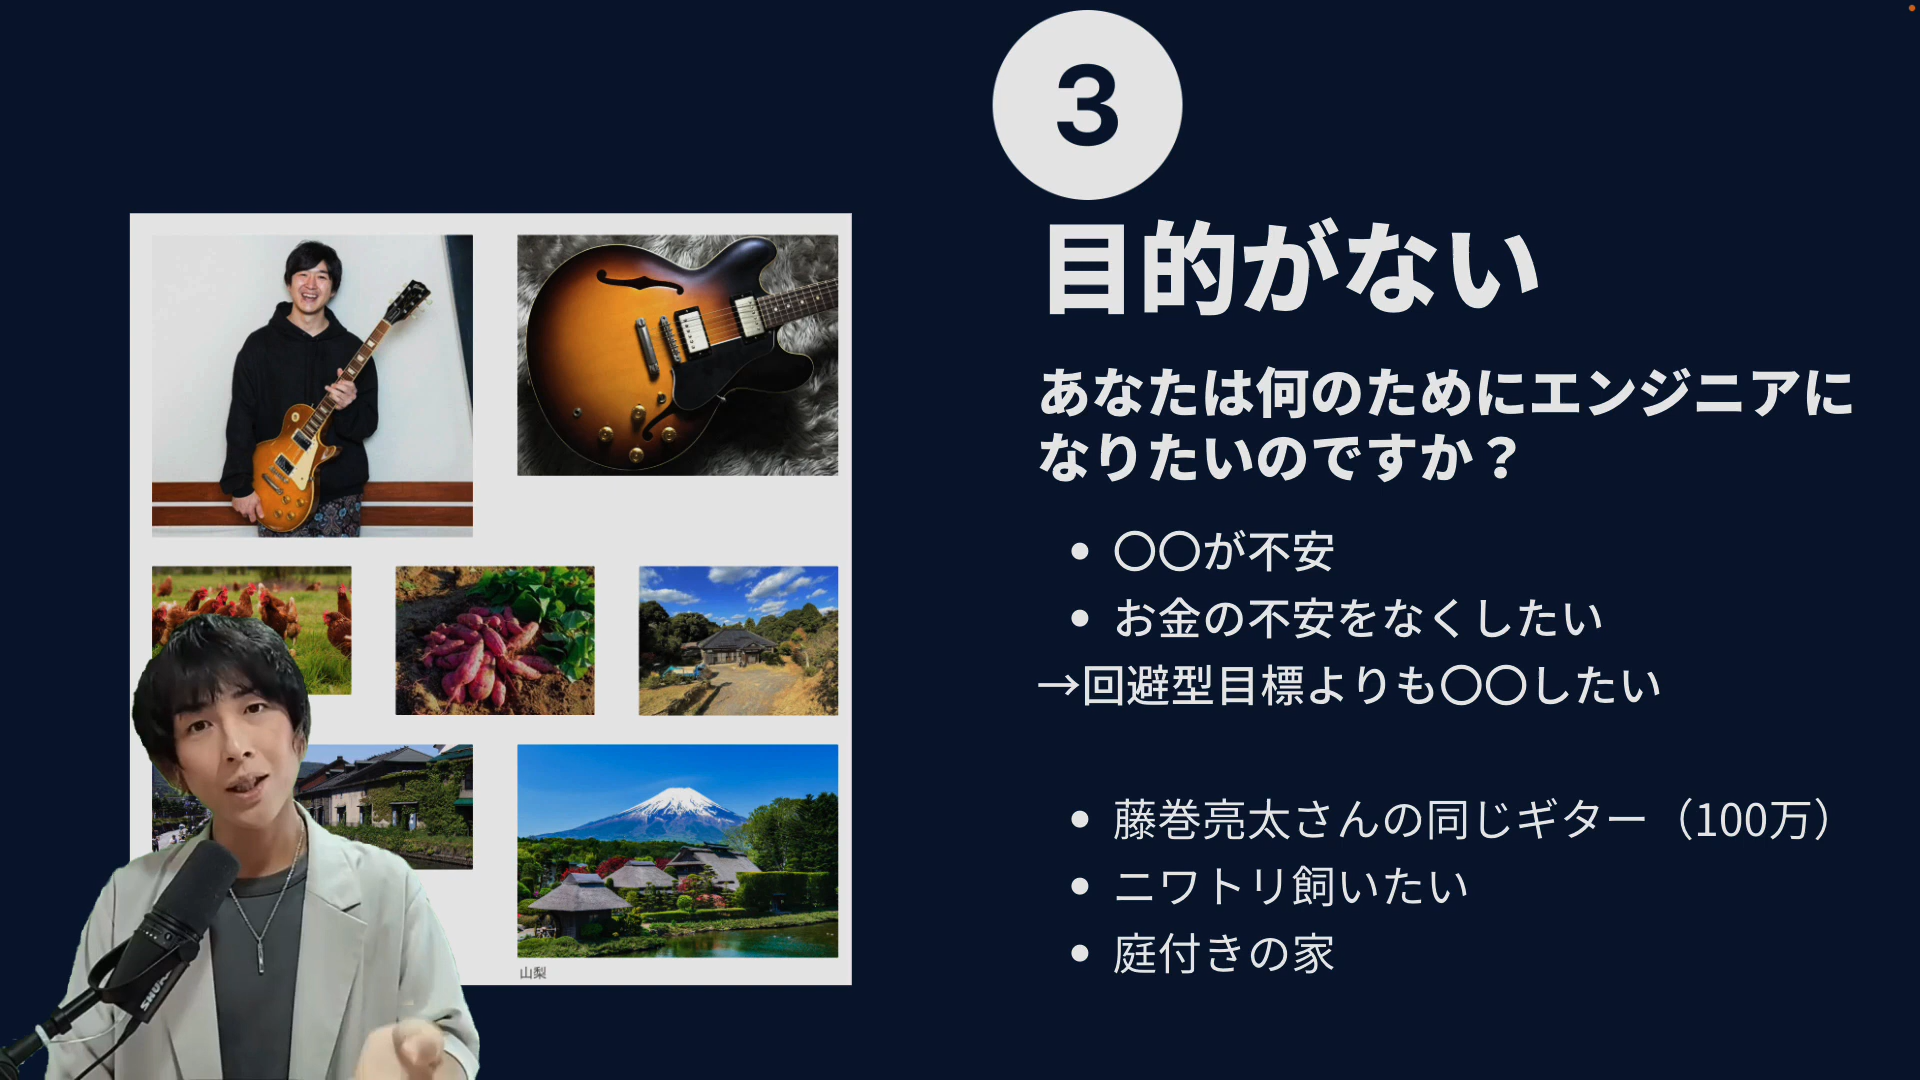 3
目的がない
あなたは何のためにエンジニアに
なりたいのですか？
• 〇〇が不安
• お金の不安をなくしたい
→回避型目標よりも〇〇したい
• 藤巻亮太さんの同じギター（100万）
• ニワトリ飼いたい
• 庭付きの家
山梨